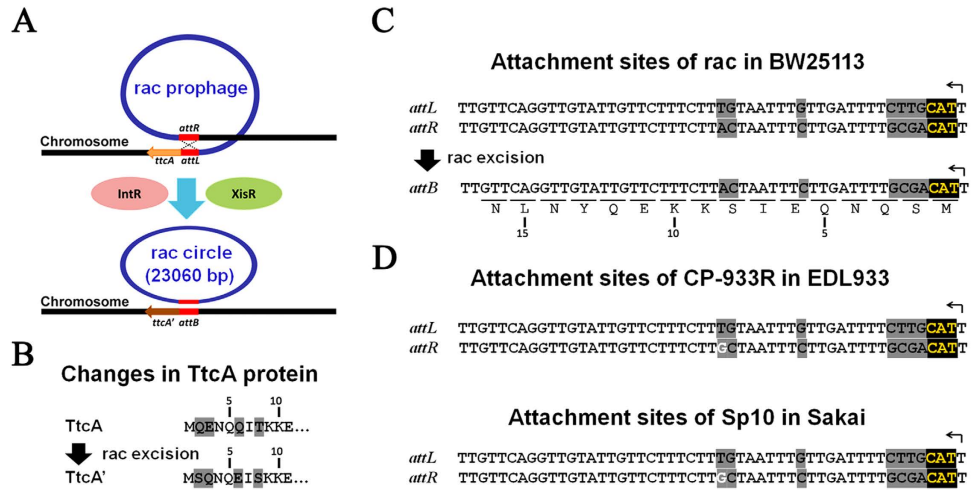 A
rac prophage
attR
Chromosome
ttcA attL
IntR XisR
rac circle
(23060 bp)
Chromosome
ttcA' attB
B
Changes in TtcA protein
5 10
TtcA MQENQQITKKE...
rac excision
5 10
TtcA’ MSQNQEISKKE...
C
Attachment sites of rac in BW25113
attL TTGTTCAGGTTGTATTGTTCTTTCTTTGTAATTTGTTGATTTTCTTGCATT
attR TTGTTCAGGTTGTATTGTTCTTTCTTACTAATTTCTTGATTTTGCGACATT
rac excision
attB TTGTTCAGGTTGTATTGTTCTTTCTTACTAATTTCTTGATTTTGCGACATT
N L N Y Q E K K S I E Q N Q S M
15 10 5
D
Attachment sites of CP-933R in EDL933
attL TTGTTCAGGTTGTATTGTTCTTTCTTTGTAATTTGTTGATTTTCTTGCATT
attR TTGTTCAGGTTGTATTGTTCTTTCTTGCTAATTTCTTGATTTTGCGACATT
Attachment sites of Sp10 in Sakai
attL TTGTTCAGGTTGTATTGTTCTTTCTTTGTAATTTGTTGATTTTCTTGCATT
attR TTGTTCAGGTTGTATTGTTCTTTCTTGCTAATTTCTTGATTTTGCGACATT